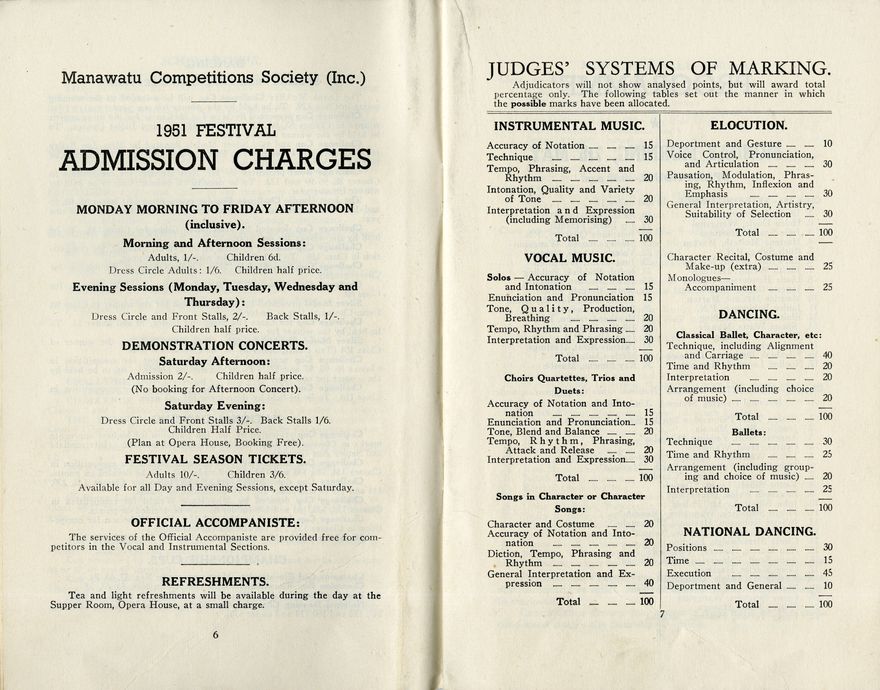 Manawatu Competitions Society (Inc.)
1951 FESTIVAL
ADMISSION CHARGES
MONDAY MORNING TO FRIDAY AFTERNOON
(inclusive).
Morning and Afternoon Sessions:
Adults, 1/-. Children 6d.
Dress Circle Adults: 1/6. Children half price.
Evening Sessions (Monday, Tuesday, Wednesday and
Thursday):
Dress Circle and Front Stalls, 2/-. Back Stalls, 1/-.
Children half price.
DEMONSTRATION CONCERTS.
Saturday Afternoon:
Admission 2/-. Children half price.
(No booking for Afternoon Concert).
Saturday Evening:
Dress Circle and Front Stalls 3/-. Back Stalls 1/6.
Children Half Price.
(Plan at Opera House, Booking Free).
FESTIVAL SEASON TICKETS.
Adults 10/-. Children 3/6.
Available for all Day and Evening Sessions, except Saturday.
OFFICIAL ACCOMPANISTE:
The services of the Official Accompaniste are provided free for com-
petitors in the Vocal and Instrumental Sections.
REFRESHMENTS.
Tea and light refreshments will be available during the day at the
Supper Room, Opera House, at a small charge.
6
JUDGES' SYSTEMS OF MARKING.
Adjudicators will not show analysed points, but will award total
percentage only. The following tables set out the manner in which
the possible marks have been allocated.
INSTRUMENTAL MUSIC.
Accuracy of Notation — — — 15
Technique — — — — — 15
Tempo, Phrasing, Accent and
Rhythm — — — — — 20
Intonation, Quality and Variety
of Tone — — — — — 20
Interpretation and Expression
(including Memorising) — 30
Total — — — 100
VOCAL MUSIC.
Solos — Accuracy of Notation
and Intonation — — — 15
Enunciation and Pronunciation 15
Tone, Quality, Production,
Breathing — — — — 20
Tempo, Rhythm and Phrasing — 20
Interpretation and Expression— 30
Total — — — 100
Choirs Quartettes, Trios and
Duets:
Accuracy of Notation and Into-
nation — — — — — 15
Enunciation and Pronunciation— 15
Tone, Blend and Balance — — 20
Tempo, Rhythm, Phrasing,
Attack and Release — — 20
Interpretation and Expression— 30
Total — — — 100
Songs in Character or Character
Songs:
Character and Costume — — 20
Accuracy of Notation and Into-
nation — — — — — 20
Diction, Tempo, Phrasing and
Rhythm — — — — — 20
General Interpretation and Ex-
pression — — — — — 40
Total — — — 100
ELOCUTION.
Deportment and Gesture — — 10
Voice Control, Pronunciation,
and Articulation — — — 30
Pausation, Modulation, Phras-
ing, Rhythm, Inflexion and
Emphasis — — — — 30
General Interpretation, Artistry,
Suitability of Selection — 30
Total — — — 100
Character Recital, Costume and
Make-up (extra) — — — 25
Monologues—
Accompaniment — — — 25
DANCING.
Classical Ballet, Character, etc:
Technique, including Alignment
and Carriage — — — — 40
Time and Rhythm — — — 20
Interpretation — — — — 20
Arrangement (including choice
of music) — — — — — 20
Total — — — 100
Ballets:
Technique — — — — 30
Time and Rhythm — — — 25
Arrangement (including group-
ing and choice of music) — 20
Interpretation — — — — 25
Total — — — 100
NATIONAL DANCING.
Positions — — — — — — 30
Time — — — — — — — 15
Execution — — — — — 45
Deportment and General — — 10
Total — — — 100
7